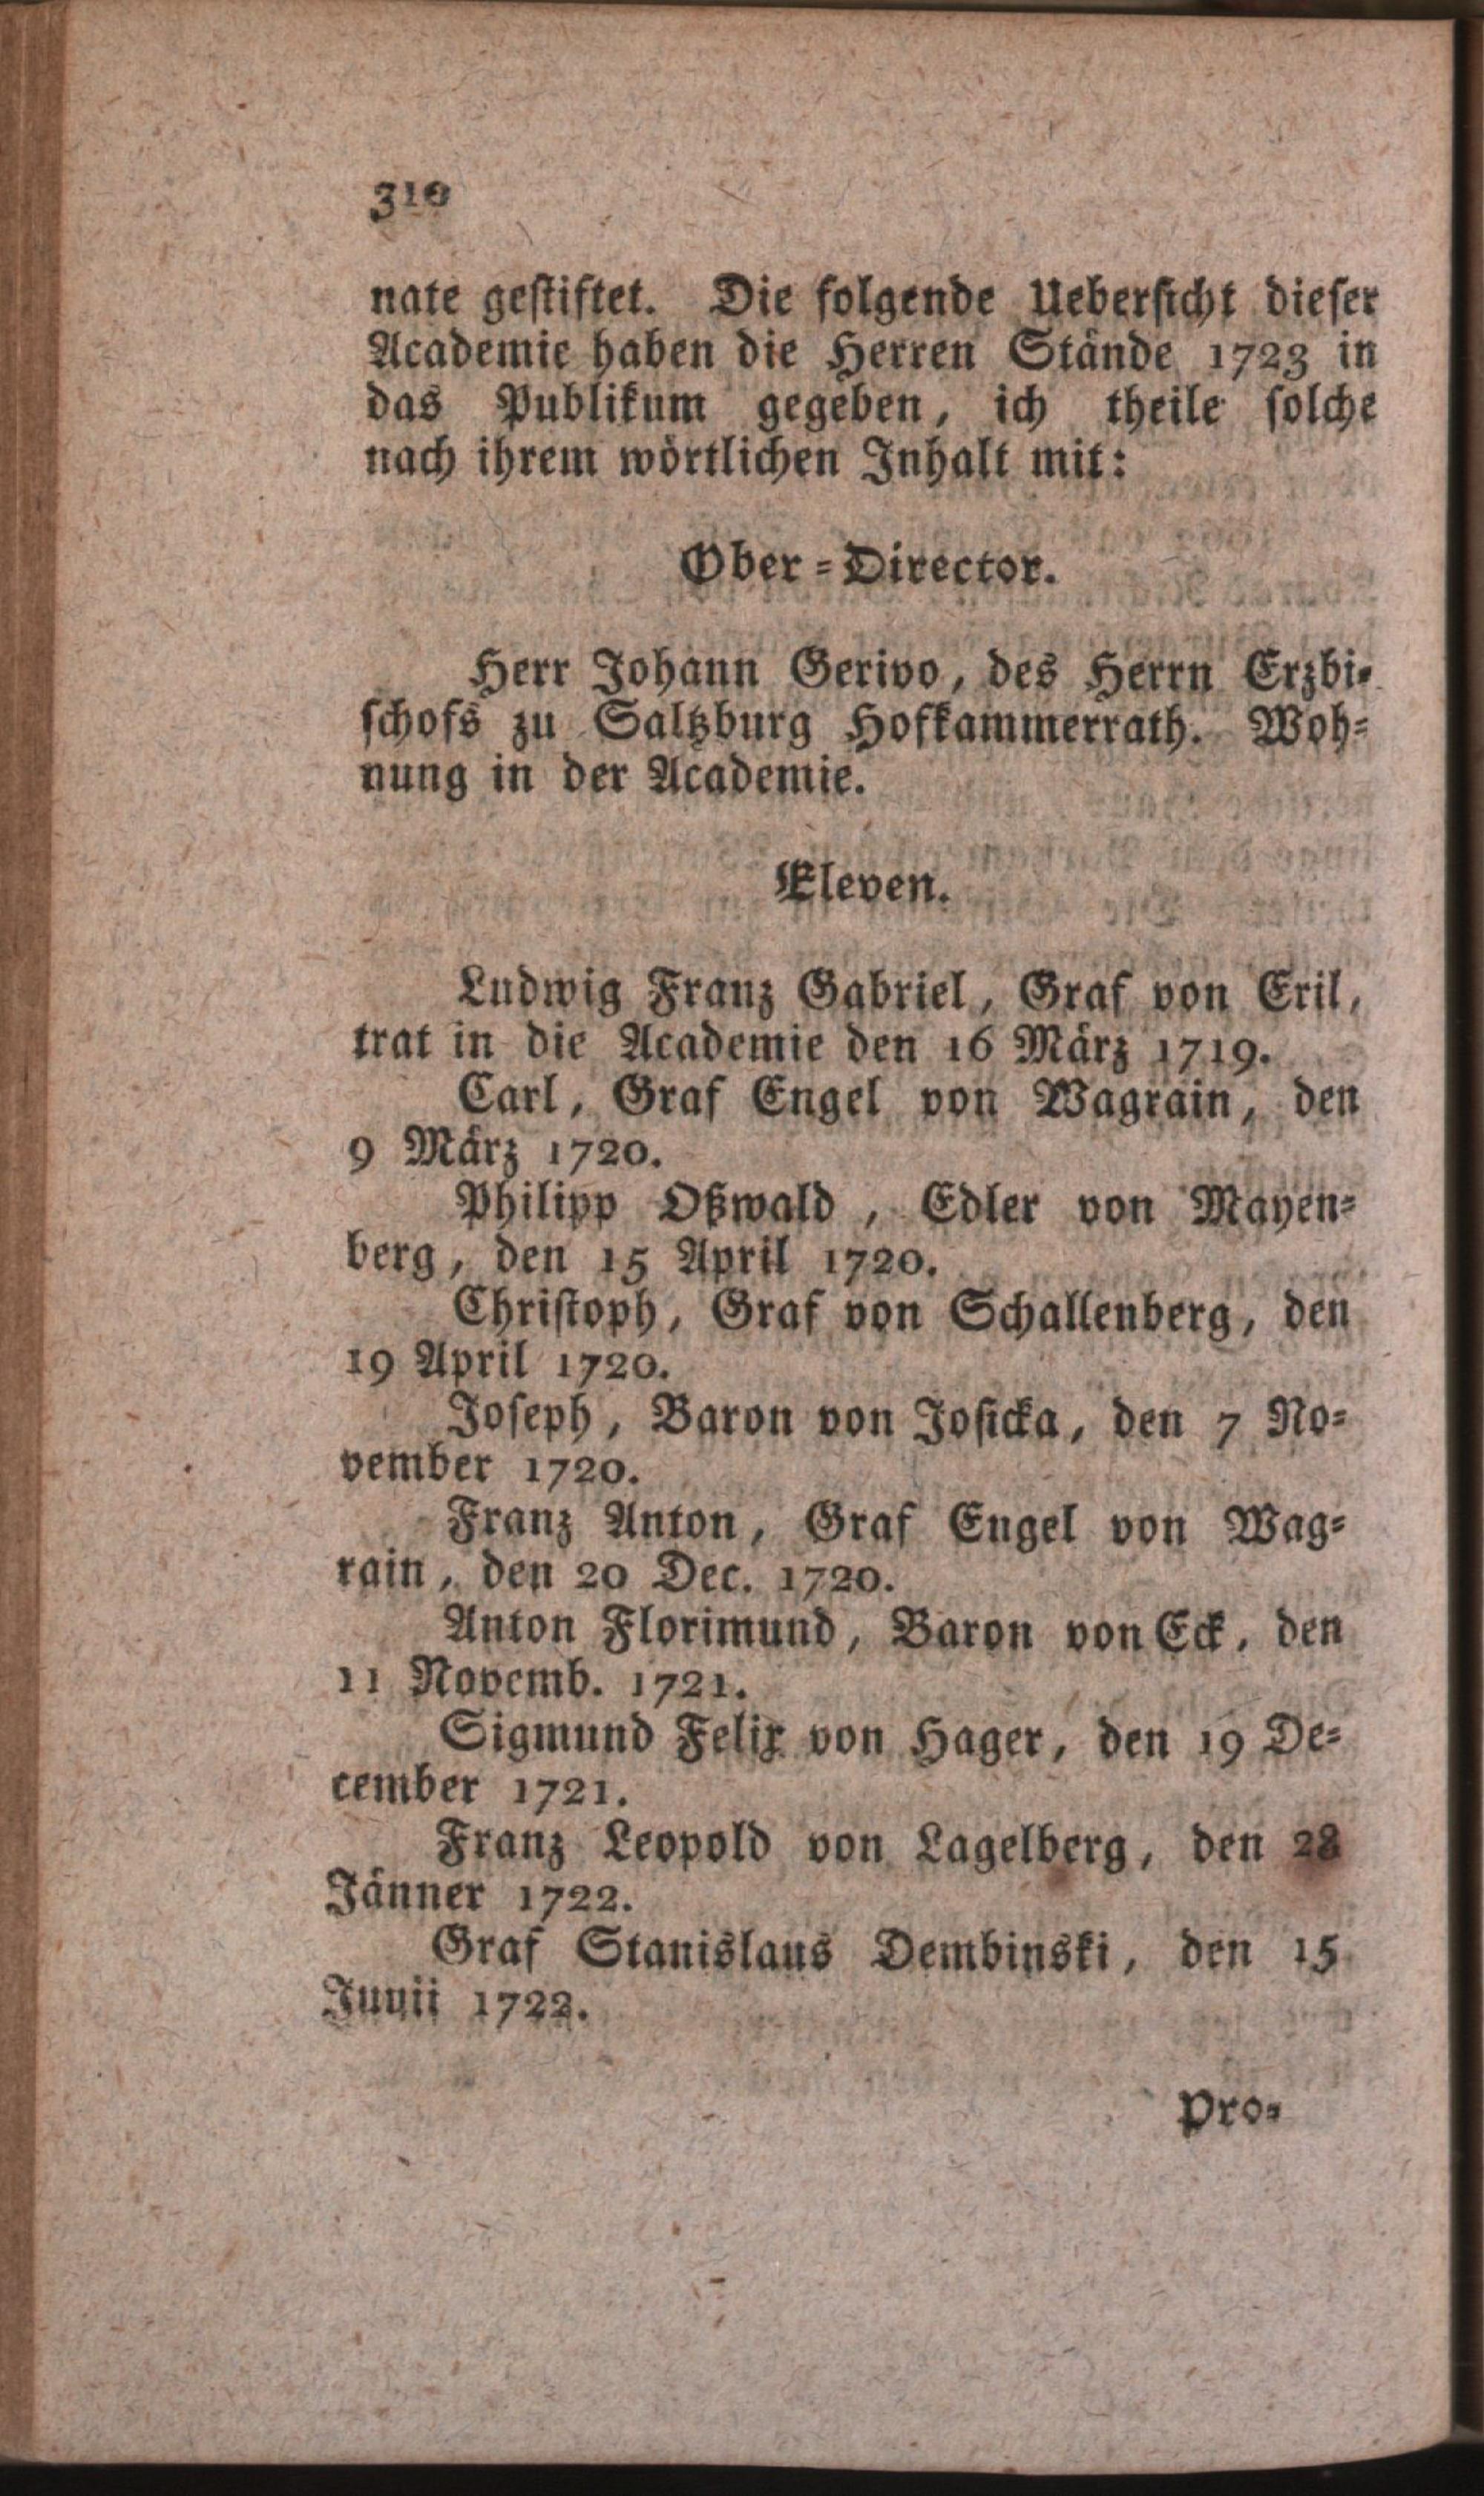 310
nate gestiftet. Die folgende Uebersicht dieser
Academie haben die Herren Stände 1723 in
das Publikum gegeben, ich theile solche
nach ihrem wörtlichen Inhalt mit:
Ober-Director.
Herr Johann Gerivo, des Herrn Erzbi-
schofs zu Saltzburg Hofkammerrath. Woh-
nung in der Academie.
Eleven.
Ludwig Franz Gabriel, Graf von Eril,
trat in die Academie den 16 März 1719.
Carl, Graf Engel von Wagrain, den
9 März 1720.
Philipp Oßwald, Edler von Mayen-
berg, den 15 April 1720.
Christoph, Graf von Schallenberg, den
19 April 1720.
Joseph, Baron von Josicka, den 7 No-
vember 1720.
Franz Anton, Graf Engel von Wag-
rain, den 20 Dec. 1720.
Anton Florimund, Baron von Eck, den
11 Novemb. 1721.
Sigmund Felix von Hager, den 19 De-
cember 1721.
Franz Leopold von Lagelberg, den 28
Jänner 1722.
Graf Stanislaus Dembinski, den 15
Junii 1722.
Pro-